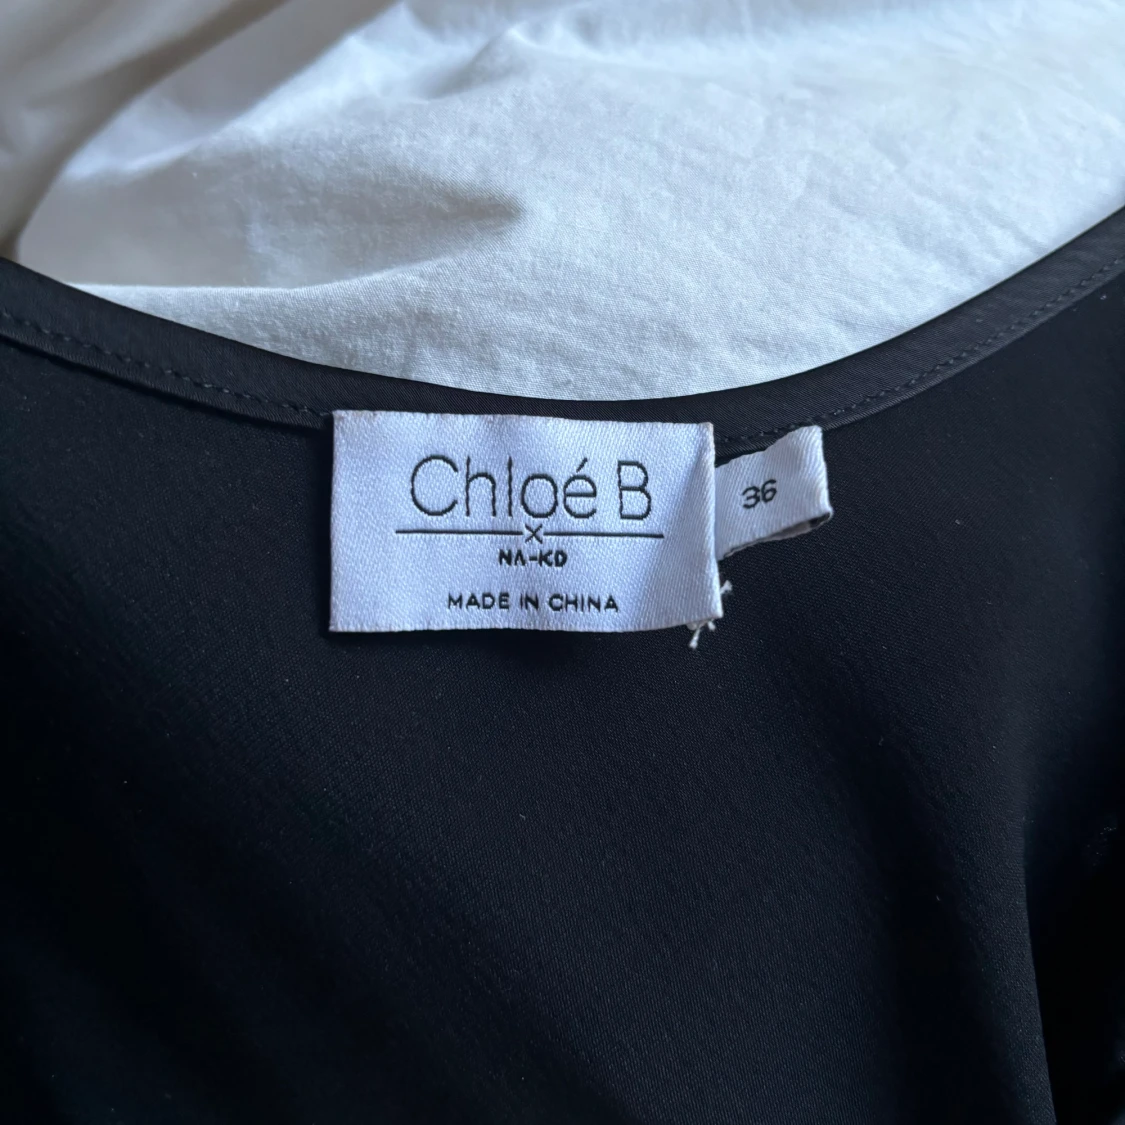 Chloé B
×
NA-KD
MADE IN CHINA
36